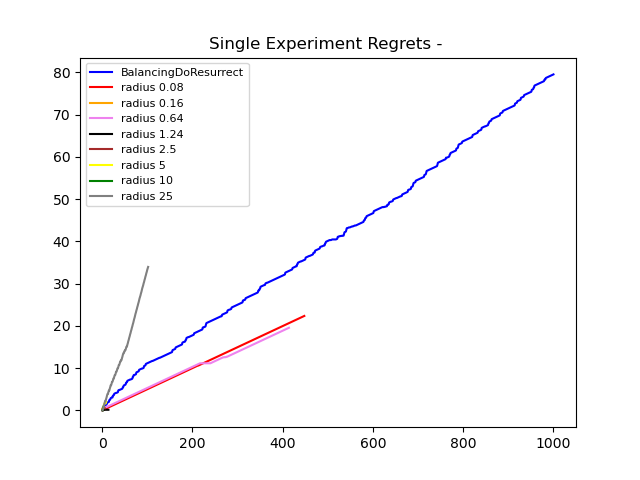 Single Experiment Regrets -
80
70
60
50
40
30
20
10
0
BalancingDoResurrect
radius 0.08
radius 0.16
radius 0.64
radius 1.24
radius 2.5
radius 5
radius 10
radius 25
0 200 400 600 800 1000